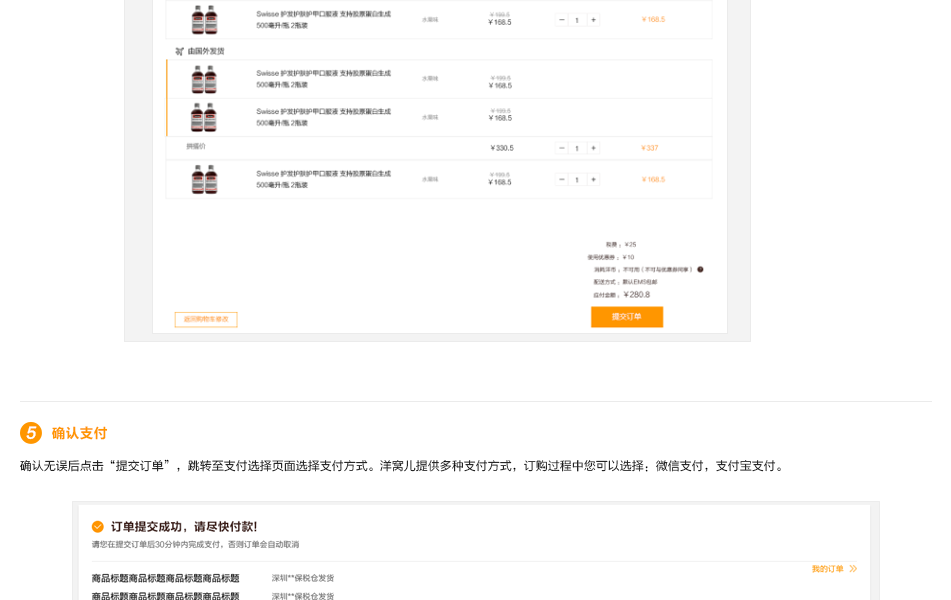 Swisse 护发护肤护甲口服液 支持胶原蛋白生成
500毫升/瓶 2瓶装
水果味
￥198.5
￥168.5
− 1 +
￥168.5
由国外发货
Swisse 护发护肤护甲口服液 支持胶原蛋白生成
500毫升/瓶 2瓶装
水果味
￥198.5
￥168.5
Swisse 护发护肤护甲口服液 支持胶原蛋白生成
500毫升/瓶 2瓶装
水果味
￥198.5
￥168.5
￥330.5
− 1 +
￥337
Swisse 护发护肤护甲口服液 支持胶原蛋白生成
500毫升/瓶 2瓶装
水果味
￥198.5
￥168.5
− 1 +
￥168.5
税费：￥25
使用优惠券：￥10
消耗洋币：不可用（不可与优惠券同享）
配送方式：默认EMS包邮
应付金额：￥280.8
返回购物车修改
提交订单
5 确认支付
确认无误后点击“提交订单”，跳转至支付选择页面选择支付方式。洋窝儿提供多种支付方式，订购过程中您可以选择：微信支付，支付宝支付。
订单提交成功，请尽快付款！
请您在提交订单后30分钟内完成支付，否则订单会自动取消
我的订单
商品标题商品标题商品标题商品标题 深圳**保税仓发货
商品标题商品标题商品标题商品标题 深圳**保税仓发货